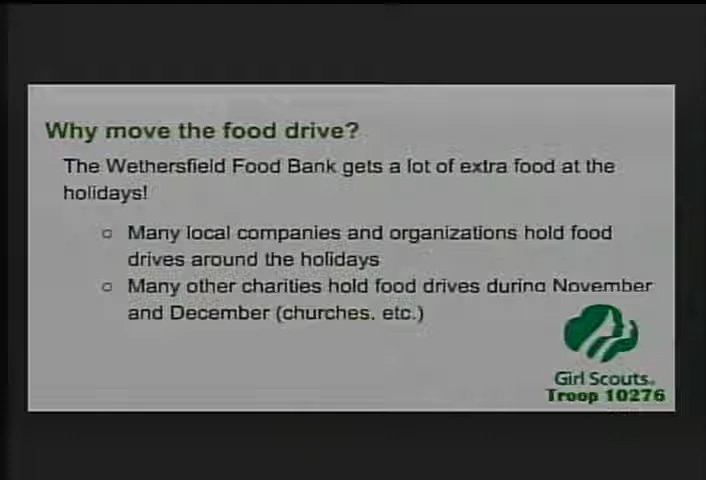 Why move the food drive?
The Wethersfield Food Bank gets a lot of extra food at the
holidays!
○ Many local companies and organizations hold food
drives around the holidays
○ Many other charities hold food drives during November
and December (churches, etc.)
Girl Scouts.
Troop 10276